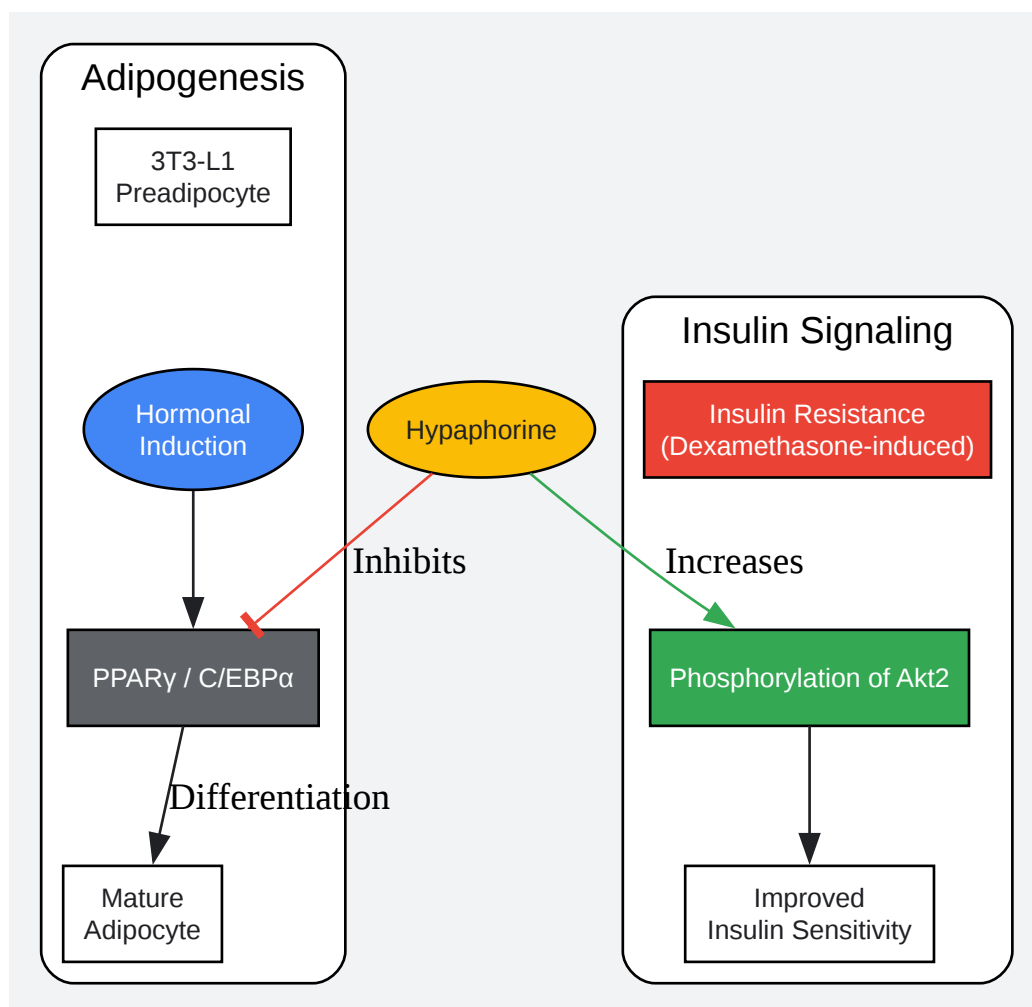 Adipogenesis
3T3-L1
Preadipocyte
Insulin Signaling
Hormonal
Induction
Hypaphorine
Insulin Resistance
(Dexamethasone-induced)
Inhibits
Increases
PPARγ / C/EBPα
Phosphorylation of Akt2
Differentiation
Mature
Adipocyte
Improved
Insulin Sensitivity